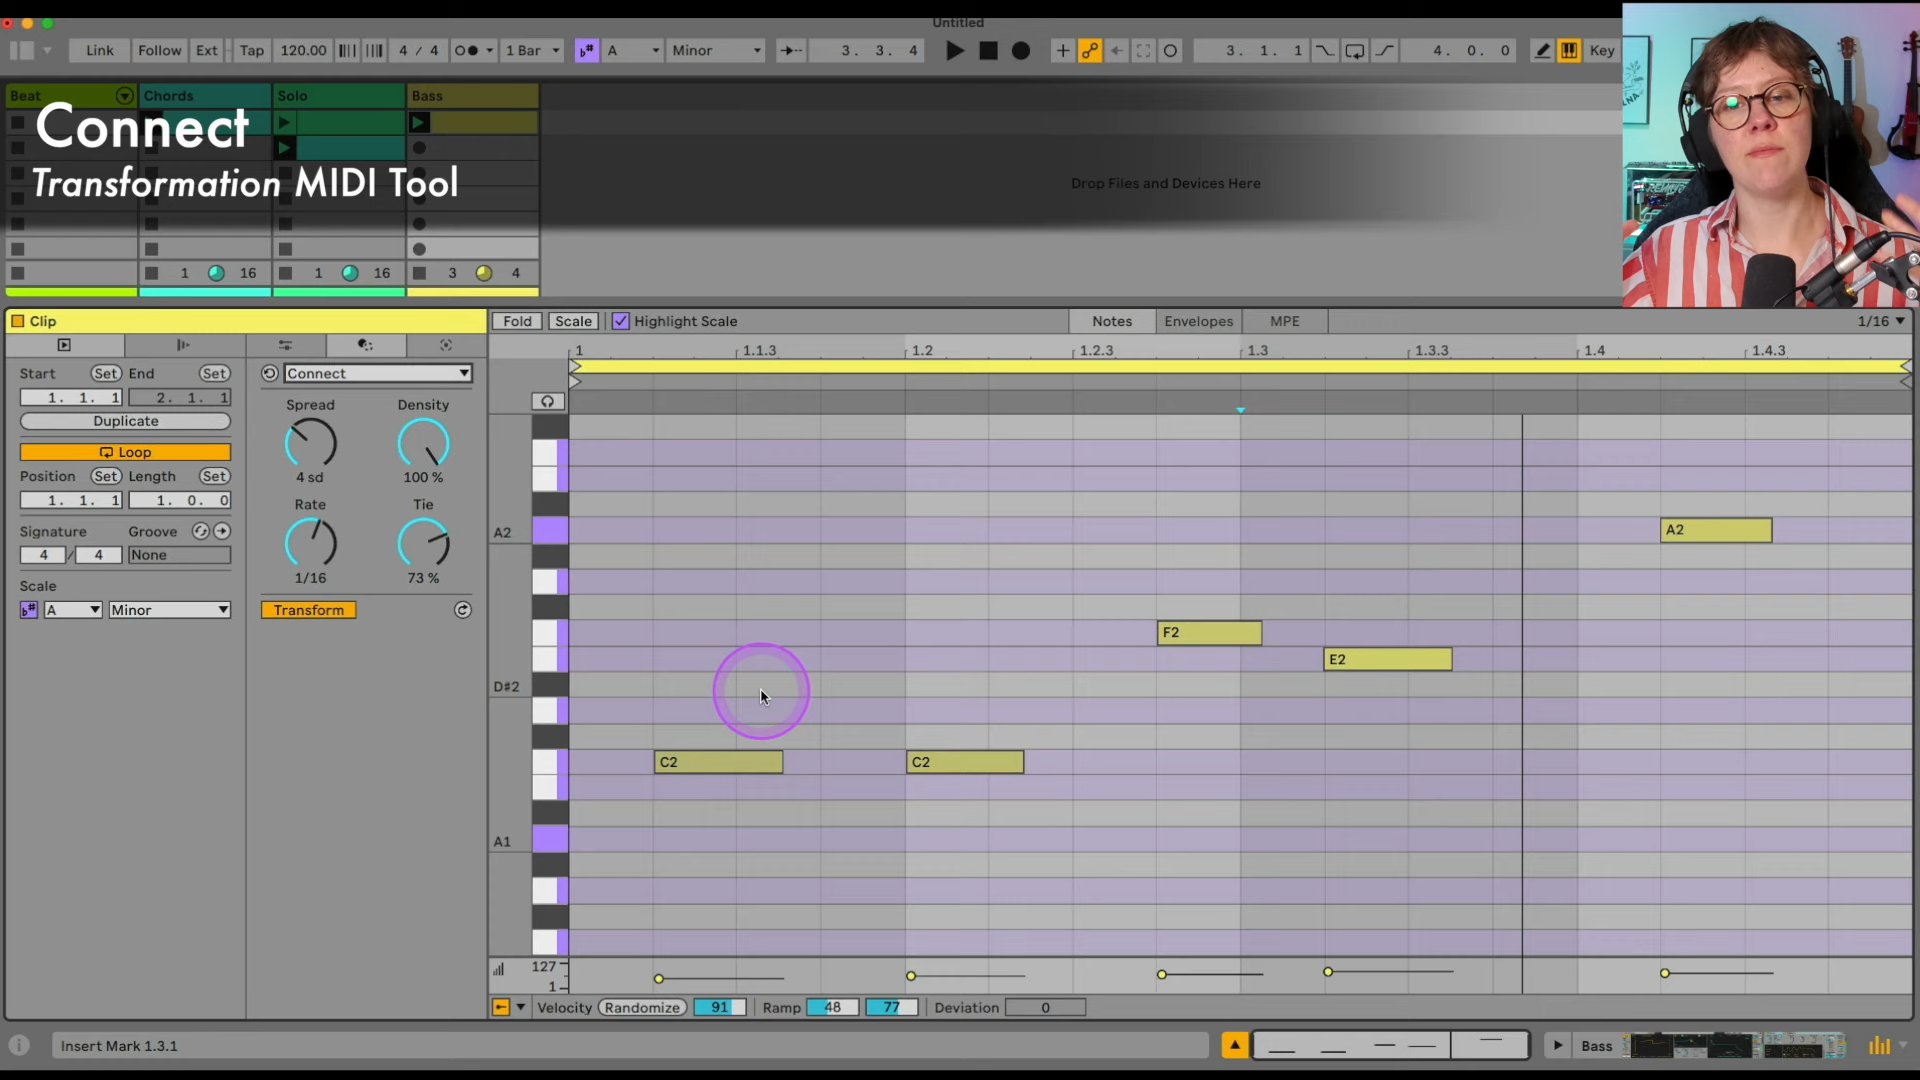 Untitled
Link Follow Ext Tap 120.00 4 / 4 1 Bar A Minor 3. 3. 4 3. 1. 1 4. 0. 0 Key
Beat Chords Solo Bass
Connect
Transformation MIDI Tool
Drop Files and Devices Here
1 16 1 16 3 4
Clip
Fold Scale Highlight Scale Notes Envelopes MPE 1/16
1 1.1.3 1.2 1.2.3 1.3 1.3.3 1.4 1.4.3
Start Set End Set
1. 1. 1 2. 1. 1
Duplicate
Loop
Position Set Length Set
1. 1. 1 1. 0. 0
Signature Groove
4 / 4 None
Scale
A Minor
Connect
Spread Density
4 sd 100 %
Rate Tie
1/16 73 %
Transform
A2 A2
F2
E2
D#2
C2 C2
A1
127
1
Velocity Randomize 91 Ramp 48 77 Deviation 0
Insert Mark 1.3.1 Bass